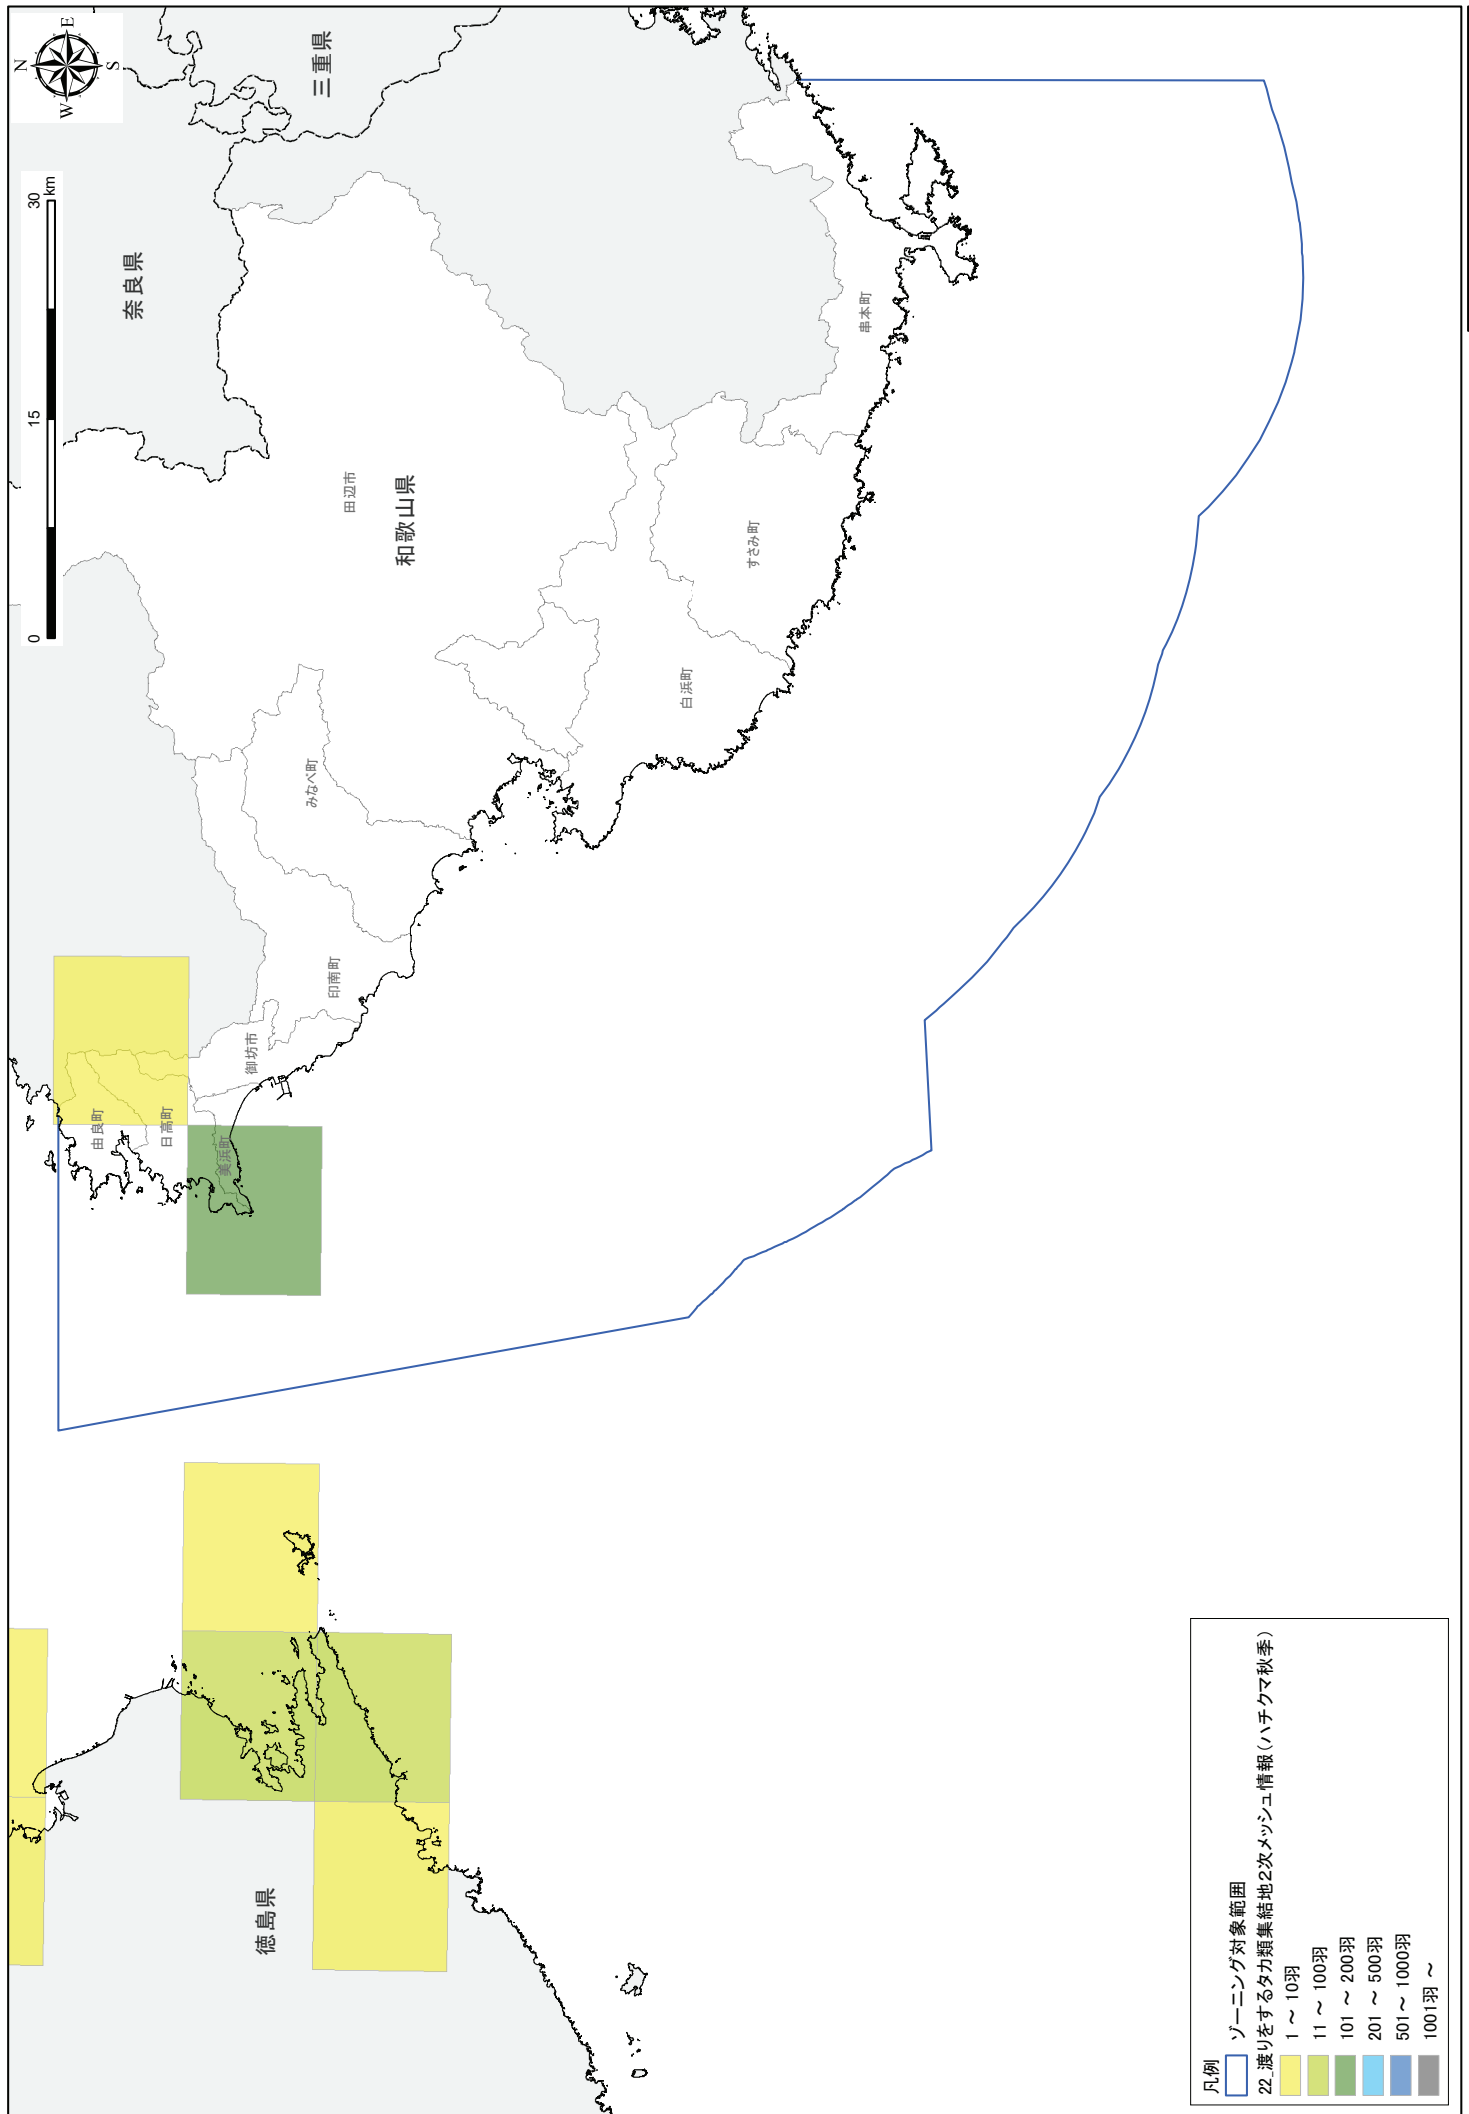 N
E
W
S
0
15
30
km
奈良県
三重県
和歌山県
田辺市
みなべ町
印南町
御坊市
由良町
日高町
美浜町
白浜町
すさみ町
串本町
徳島県
凡例
ゾーニング対象範囲
22_渡りをするタカ類集結地2次メッシュ情報(ハチクマ秋季)
1 ~ 10羽
11 ~ 100羽
101 ~ 200羽
201 ~ 500羽
501 ~ 1000羽
1001羽 ~